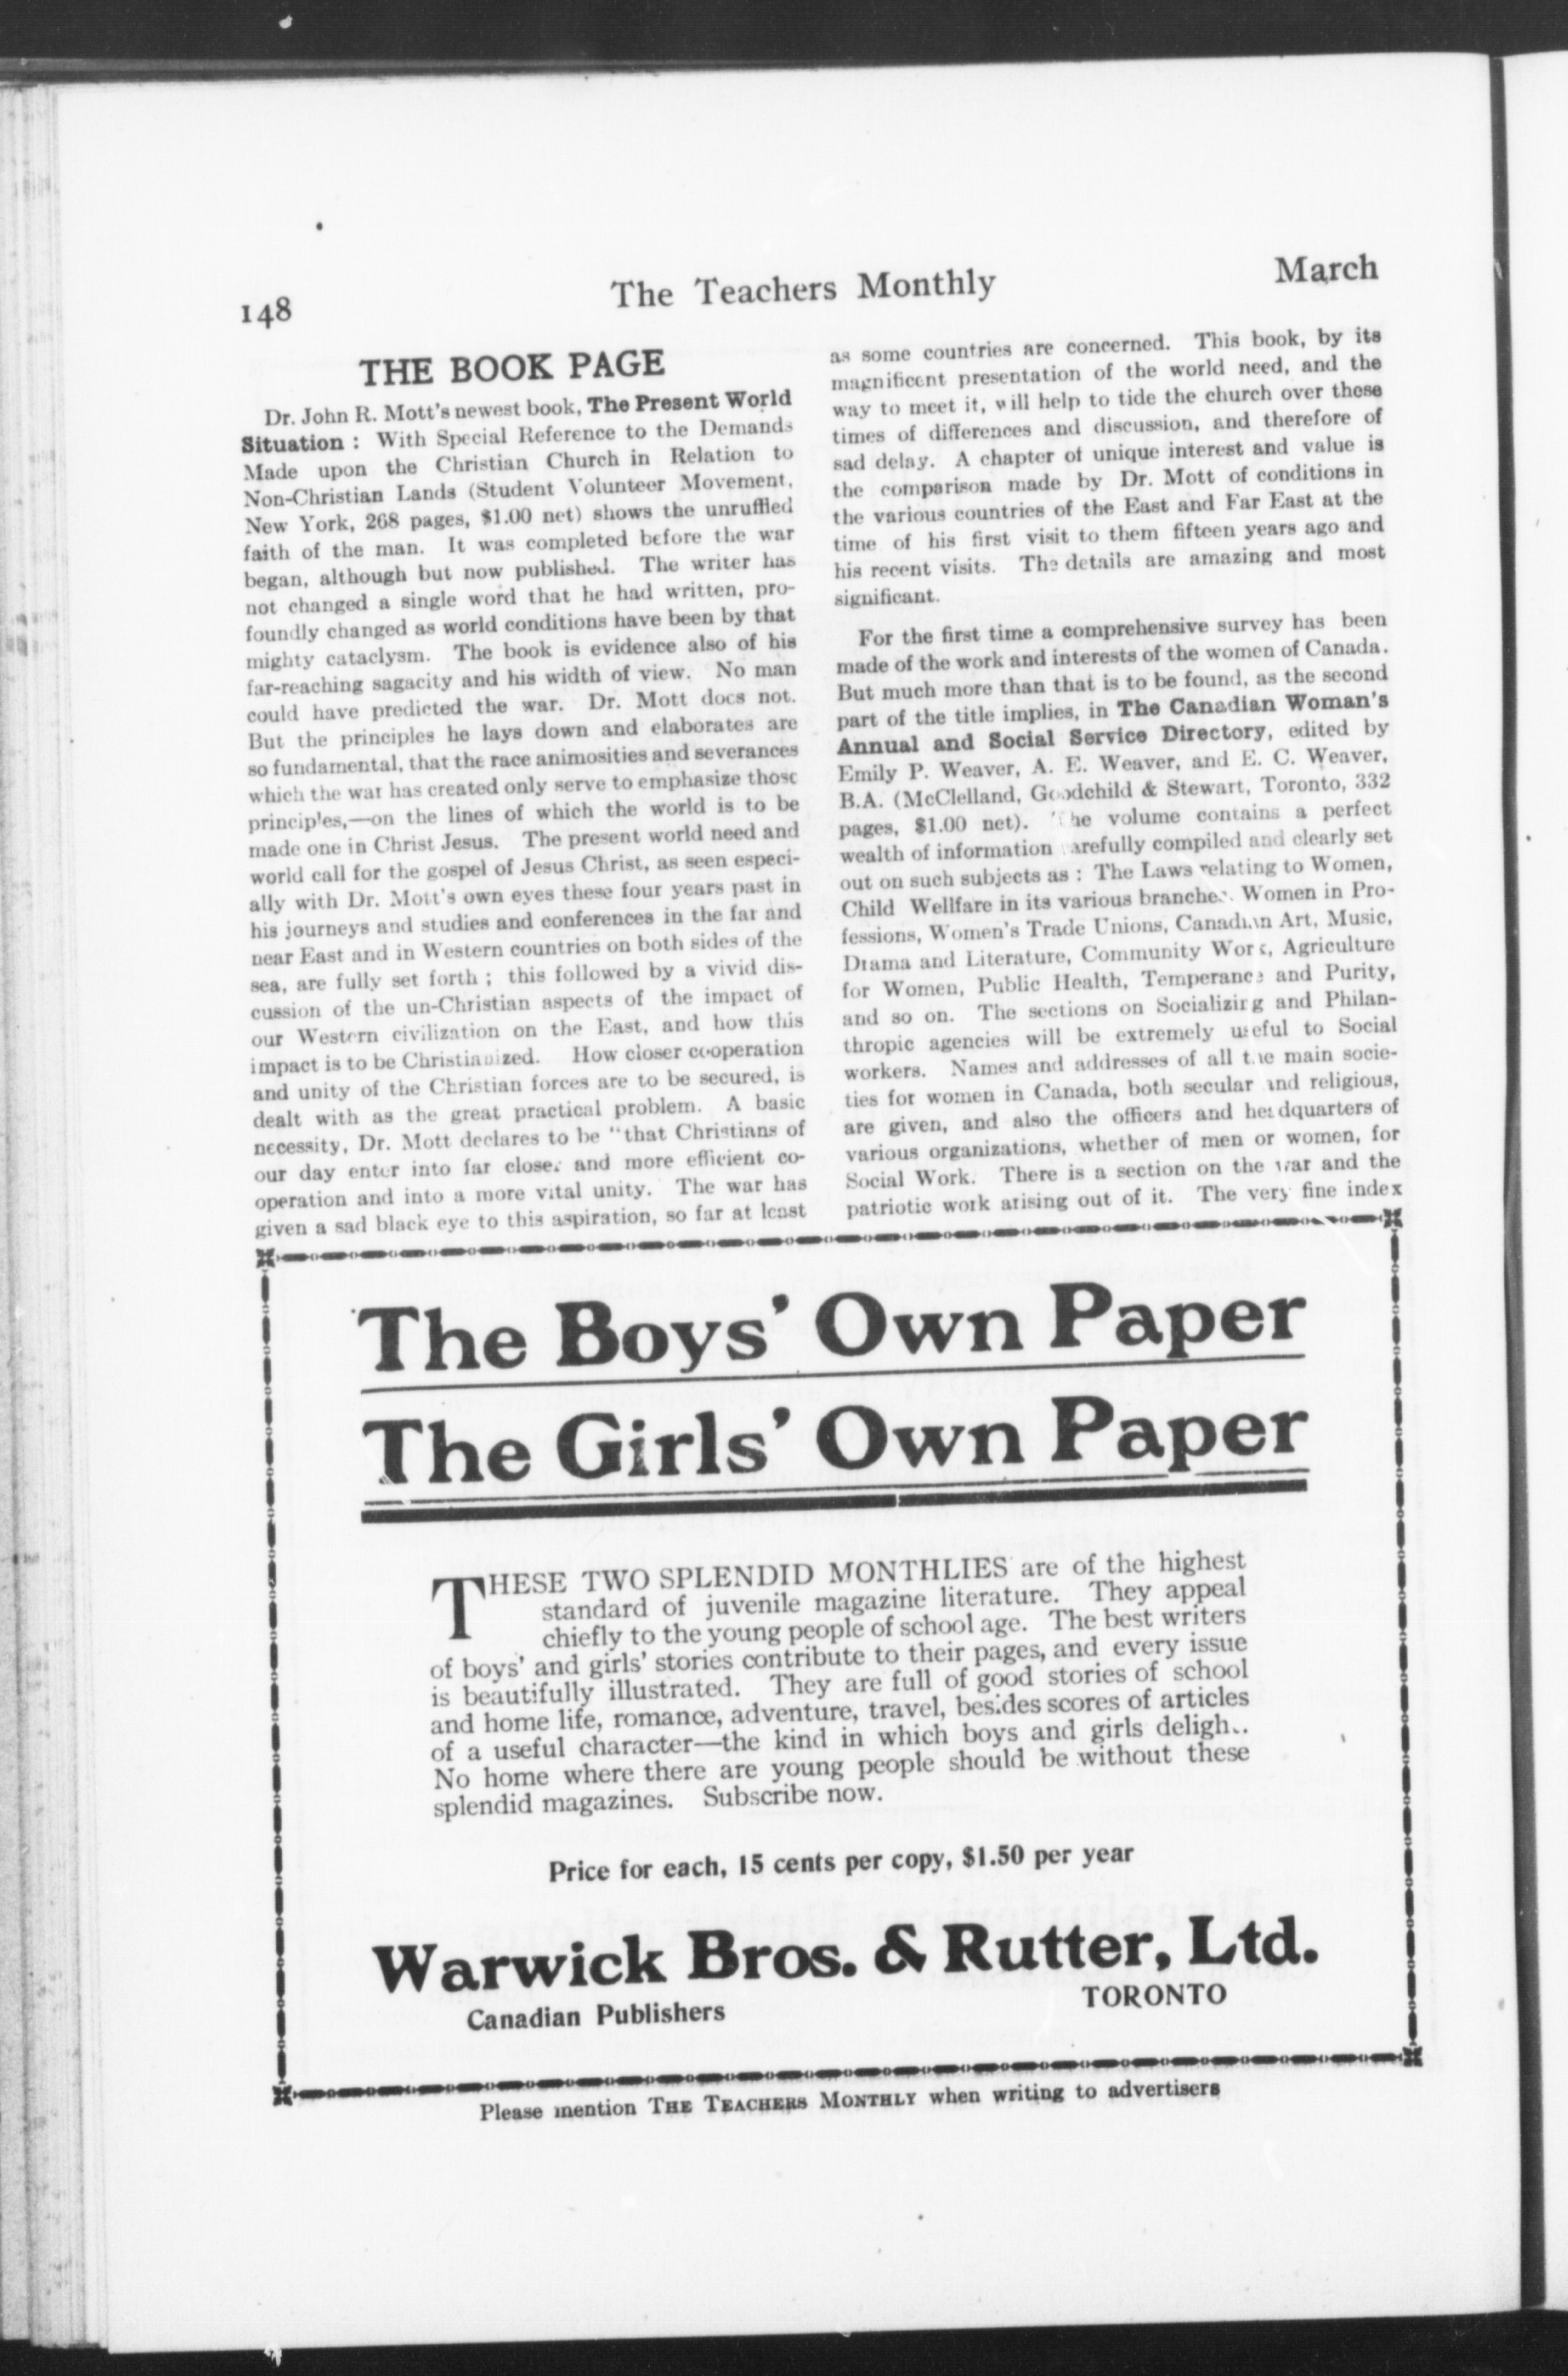 148
The Teachers Monthly
March
THE BOOK PAGE
Dr. John R. Mott's newest book, The Present World
Situation : With Special Reference to the Demands
Made upon the Christian Church in Relation to
Non-Christian Lands (Student Volunteer Movement,
New York, 268 pages, $1.00 net) shows the unruffled
faith of the man. It was completed before the war
began, although but now published. The writer has
not changed a single word that he had written, pro-
foundly changed as world conditions have been by that
mighty cataclysm. The book is evidence also of his
far-reaching sagacity and his width of view. No man
could have predicted the war. Dr. Mott does not.
But the principles he lays down and elaborates are
so fundamental, that the race animosities and severances
which the war has created only serve to emphasize those
principles,—on the lines of which the world is to be
made one in Christ Jesus. The present world need and
world call for the gospel of Jesus Christ, as seen especi-
ally with Dr. Mott's own eyes these four years past in
his journeys and studies and conferences in the far and
near East and in Western countries on both sides of the
sea, are fully set forth ; this followed by a vivid dis-
cussion of the un-Christian aspects of the impact of
our Western civilization on the East, and how this
impact is to be Christianized. How closer cooperation
and unity of the Christian forces are to be secured, is
dealt with as the great practical problem. A basic
necessity, Dr. Mott declares to be "that Christians of
our day enter into far closer and more efficient co-
operation and into a more vital unity. The war has
given a sad black eye to this aspiration, so far at least
as some countries are concerned. This book, by its
magnificent presentation of the world need, and the
way to meet it, will help to tide the church over these
times of differences and discussion, and therefore of
sad delay. A chapter of unique interest and value is
the comparison made by Dr. Mott of conditions in
the various countries of the East and Far East at the
time of his first visit to them fifteen years ago and
his recent visits. The details are amazing and most
significant.
For the first time a comprehensive survey has been
made of the work and interests of the women of Canada.
But much more than that is to be found, as the second
part of the title implies, in The Canadian Woman's
Annual and Social Service Directory, edited by
Emily P. Weaver, A. E. Weaver, and E. C. Weaver,
B.A. (McClelland, Goodchild & Stewart, Toronto, 332
pages, $1.00 net). The volume contains a perfect
wealth of information carefully compiled and clearly set
out on such subjects as : The Laws relating to Women,
Child Wellfare in its various branches, Women in Pro-
fessions, Women's Trade Unions, Canadian Art, Music,
Drama and Literature, Community Work, Agriculture
for Women, Public Health, Temperance and Purity,
and so on. The sections on Socializing and Philan-
thropic agencies will be extremely useful to Social
workers. Names and addresses of all the main socie-
ties for women in Canada, both secular and religious,
are given, and also the officers and headquarters of
various organizations, whether of men or women, for
Social Work. There is a section on the war and the
patriotic work arising out of it. The very fine index
The Boys' Own Paper
The Girls' Own Paper
THESE TWO SPLENDID MONTHLIES are of the highest
standard of juvenile magazine literature. They appeal
chiefly to the young people of school age. The best writers
of boys' and girls' stories contribute to their pages, and every issue
is beautifully illustrated. They are full of good stories of school
and home life, romance, adventure, travel, besides scores of articles
of a useful character—the kind in which boys and girls delight.
No home where there are young people should be without these
splendid magazines. Subscribe now.
Price for each, 15 cents per copy, $1.50 per year
Warwick Bros. & Rutter, Ltd.
Canadian Publishers
TORONTO
Please mention THE TEACHERS MONTHLY when writing to advertisers